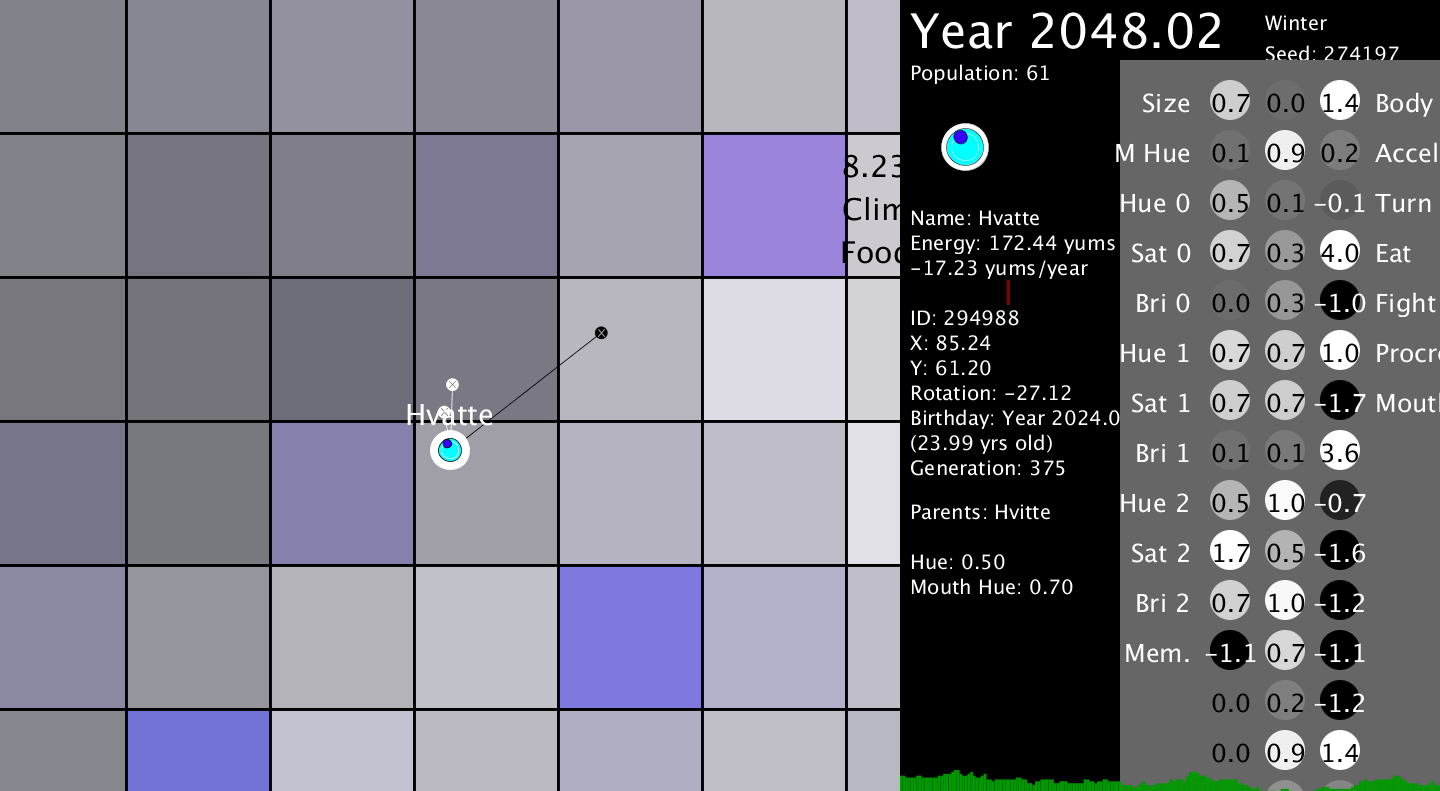 Year 2048.02
Winter
Seed: 274197
Population: 61
8.23
Clim
Food
Hvatte
Name: Hvatte
Energy: 172.44 yums
-17.23 yums/year
ID: 294988
X: 85.24
Y: 61.20
Rotation: -27.12
Birthday: Year 2024.0
(23.99 yrs old)
Generation: 375
Parents: Hvitte
Hue: 0.50
Mouth Hue: 0.70
Size 0.7 0.0 1.4 Body
M Hue 0.1 0.9 0.2 Accel
Hue 0 0.5 0.1 -0.1 Turn
Sat 0 0.7 0.3 4.0 Eat
Bri 0 0.0 0.3 -1.0 Fight
Hue 1 0.7 0.7 1.0 Procr
Sat 1 0.7 0.7 -1.7 Mouth
Bri 1 0.1 0.1 3.6
Hue 2 0.5 1.0 -0.7
Sat 2 1.7 0.5 -1.6
Bri 2 0.7 1.0 -1.2
Mem. -1.1 0.7 -1.1
0.0 0.2 -1.2
0.0 0.9 1.4